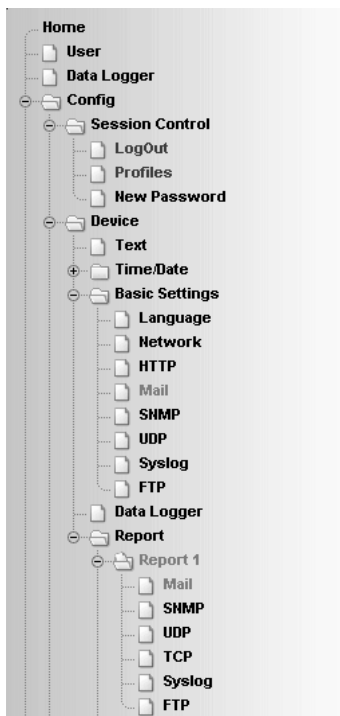 Home
User
Data Logger
Config
Session Control
LogOut
Profiles
New Password
Device
Text
Time/Date
Basic Settings
Language
Network
HTTP
Mail
SNMP
UDP
Syslog
FTP
Data Logger
Report
Report 1
Mail
SNMP
UDP
TCP
Syslog
FTP